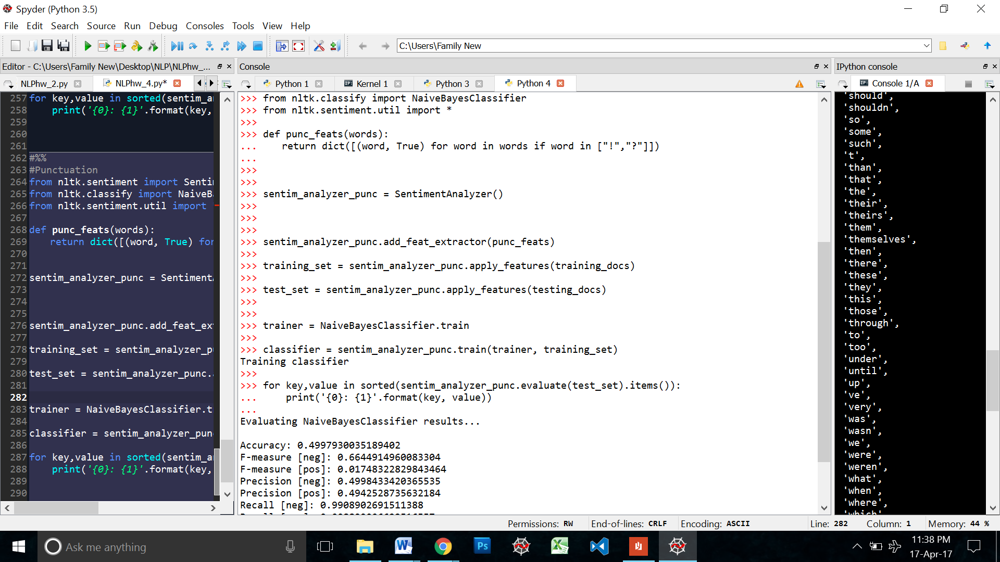 Spyder (Python 3.5)
File Edit Search Source Run Debug Consoles Tools View Help
C:\Users\Family New
Editor - C:\Users\Family New\Desktop\NLP\NLPhw_...
NLPhw_2.py NLPhw_4.py*
257 for key,value in sorted(sentim_a
258 print('{0}: {1}'.format(key,
259
260
261
262 #%%
263 #Punctuation
264 from nltk.sentiment import Senti
265 from nltk.classify import NaiveB
266 from nltk.sentiment.util import
267
268 def punc_feats(words):
269 return dict([(word, True) for
270
271
272 sentim_analyzer_punc = Sentiment
273
274
275
276 sentim_analyzer_punc.add_feat_ex
277
278 training_set = sentim_analyzer_p
279
280 test_set = sentim_analyzer_punc.
281
282
283 trainer = NaiveBayesClassifier.t
284
285 classifier = sentim_analyzer_pun
286
287 for key,value in sorted(sentim_a
288 print('{0}: {1}'.format(key,
289
290
Console
Python 1 IP: Kernel 1 Python 3 Python 4
>>> from nltk.classify import NaiveBayesClassifier
>>> from nltk.sentiment.util import *
>>>
>>> def punc_feats(words):
... return dict([(word, True) for word in words if word in ["!","?"]])
...
>>>
>>>
>>> sentim_analyzer_punc = SentimentAnalyzer()
>>>
>>>
>>>
>>> sentim_analyzer_punc.add_feat_extractor(punc_feats)
>>>
>>> training_set = sentim_analyzer_punc.apply_features(training_docs)
>>>
>>> test_set = sentim_analyzer_punc.apply_features(testing_docs)
>>>
>>>
>>> trainer = NaiveBayesClassifier.train
>>>
>>> classifier = sentim_analyzer_punc.train(trainer, training_set)
Training classifier
>>>
>>> for key,value in sorted(sentim_analyzer_punc.evaluate(test_set).items()):
... print('{0}: {1}'.format(key, value))
...
Evaluating NaiveBayesClassifier results...
Accuracy: 0.4997930035189402
F-measure [neg]: 0.6644914960083304
F-measure [pos]: 0.01748322829843464
Precision [neg]: 0.4998433420365535
Precision [pos]: 0.4942528735632184
Recall [neg]: 0.9908902691511388
IPython console
IP: Console 1/A
'should',
'shouldn',
'so',
'some',
'such',
't',
'than',
'that',
'the',
'their',
'theirs',
'them',
'themselves',
'then',
'there',
'these',
'they',
'this',
'those',
'through',
'to',
'too',
'under',
'until',
'up',
've',
'very',
'was',
'wasn',
'we',
'were',
'weren',
'what',
'when',
'where',
'which',
Permissions: RW End-of-lines: CRLF Encoding: ASCII Line: 282 Column: 1 Memory: 44 %
Ask me anything
Ps
11:38 PM
17-Apr-17